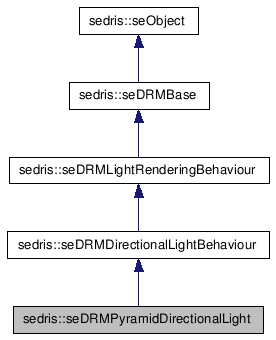 sedris::seObject
sedris::seDRMBase
sedris::seDRMLightRenderingBehaviour
sedris::seDRMDirectionalLightBehaviour
sedris::seDRMPyramidDirectionalLight